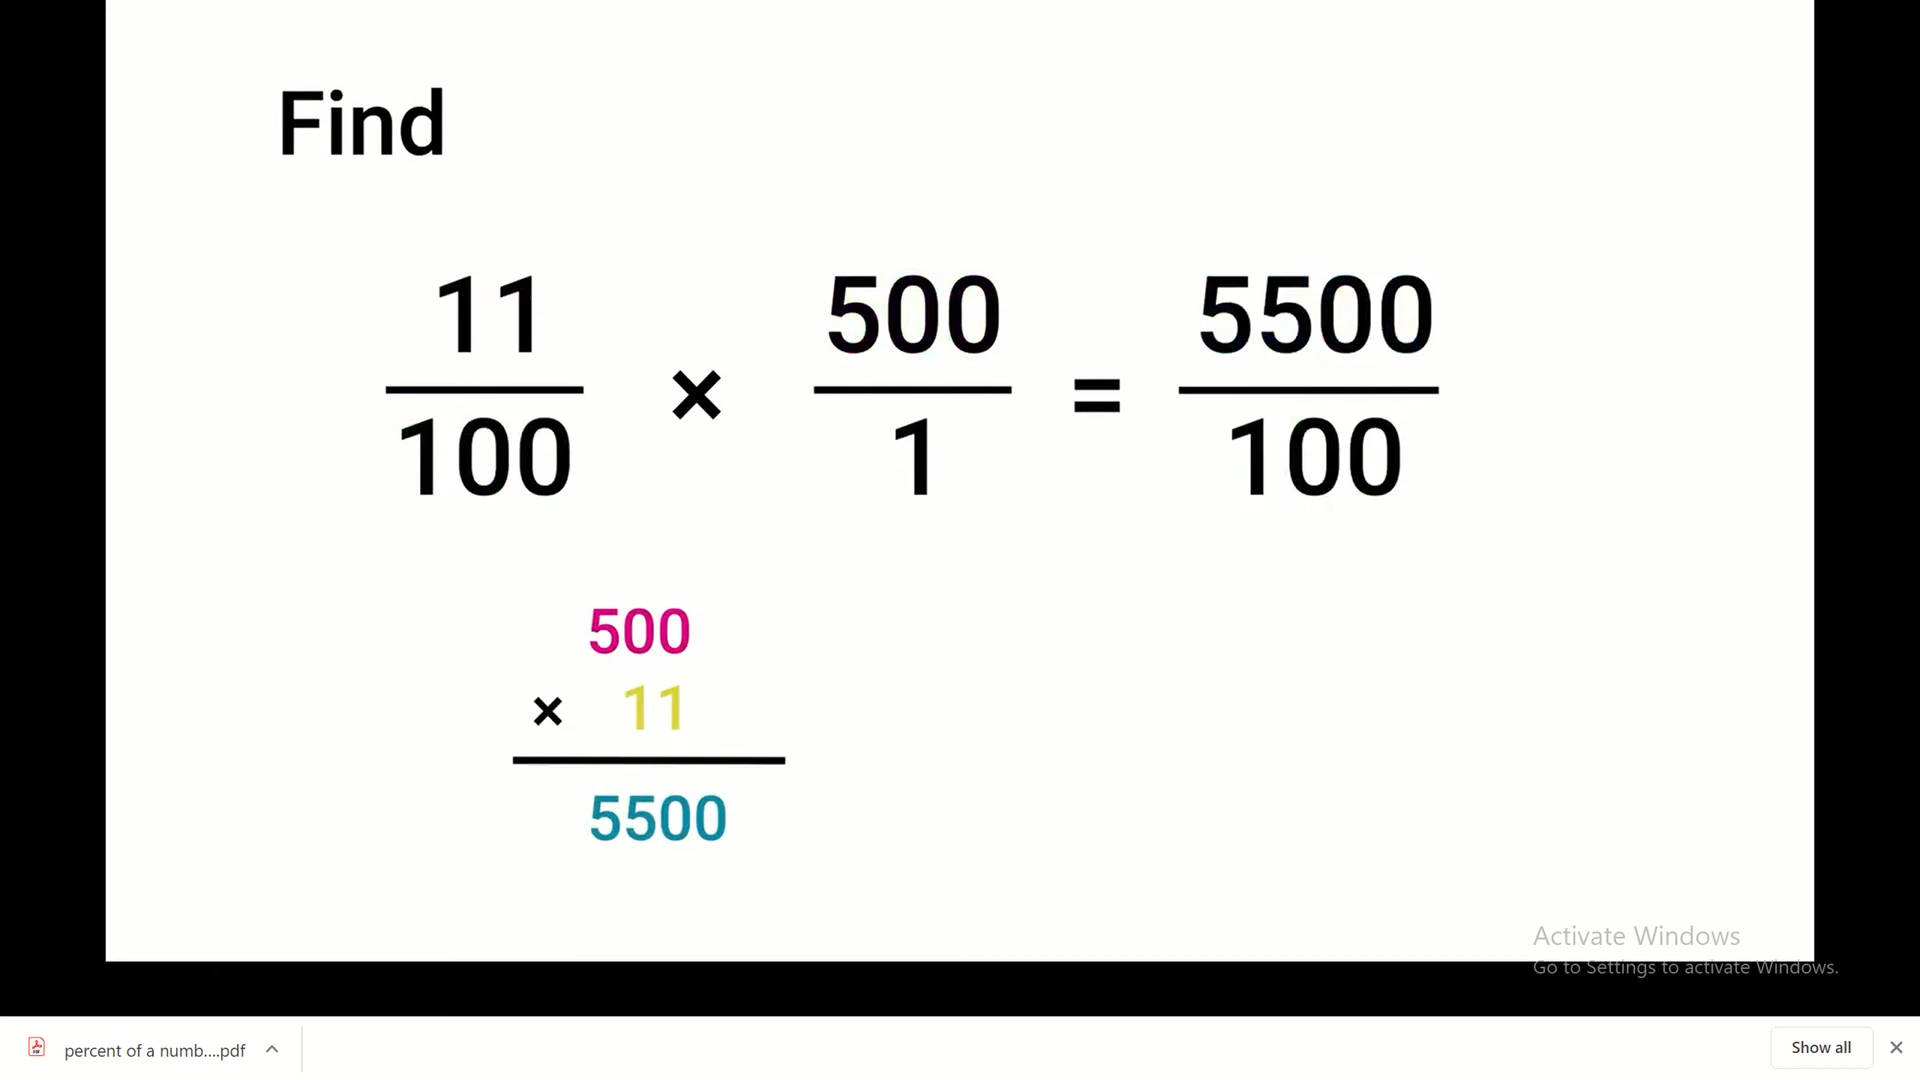 Find
11/100 × 500/1 = 5500/100
500
× 11
5500
Activate Windows
Go to Settings to activate Windows.
percent of a numb....pdf
Show all